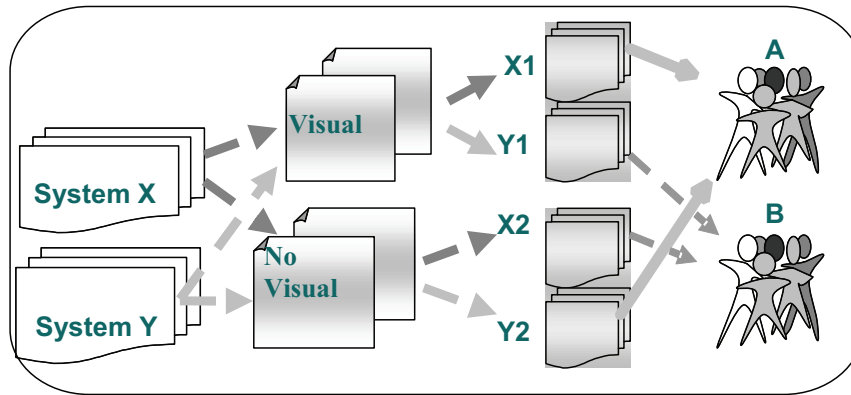 System X
System Y
Visual
No
Visual
X1
Y1
X2
Y2
A
B